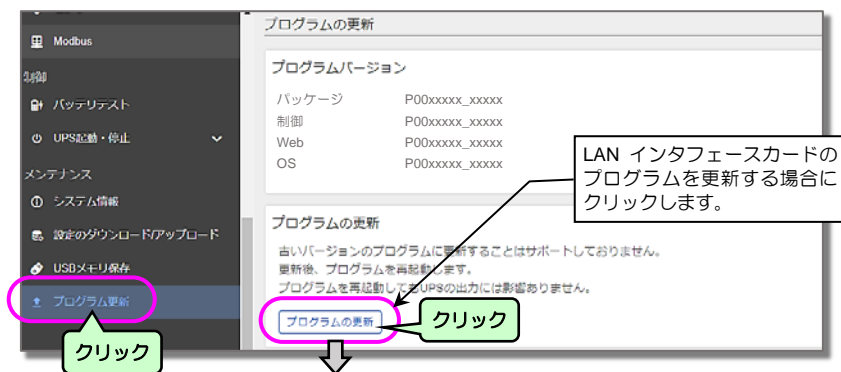 プログラムの更新
Modbus
制御
バッテリテスト
UPS起動・停止
メンテナンス
システム情報
設定のダウンロード/アップロード
USBメモリ保存
プログラム更新
クリック
プログラムバージョン
パッケージ P00xxxxx_xxxxx
制御 P00xxxxx_xxxxx
Web P00xxxxx_xxxxx
OS P00xxxxx_xxxxx
LAN インタフェースカードの
プログラムを更新する場合に
クリックします。
プログラムの更新
古いバージョンのプログラムに更新することはサポートしておりません。
更新後、プログラムを再起動します。
プログラムを再起動してもUPSの出力には影響ありません。
プログラムの更新
クリック